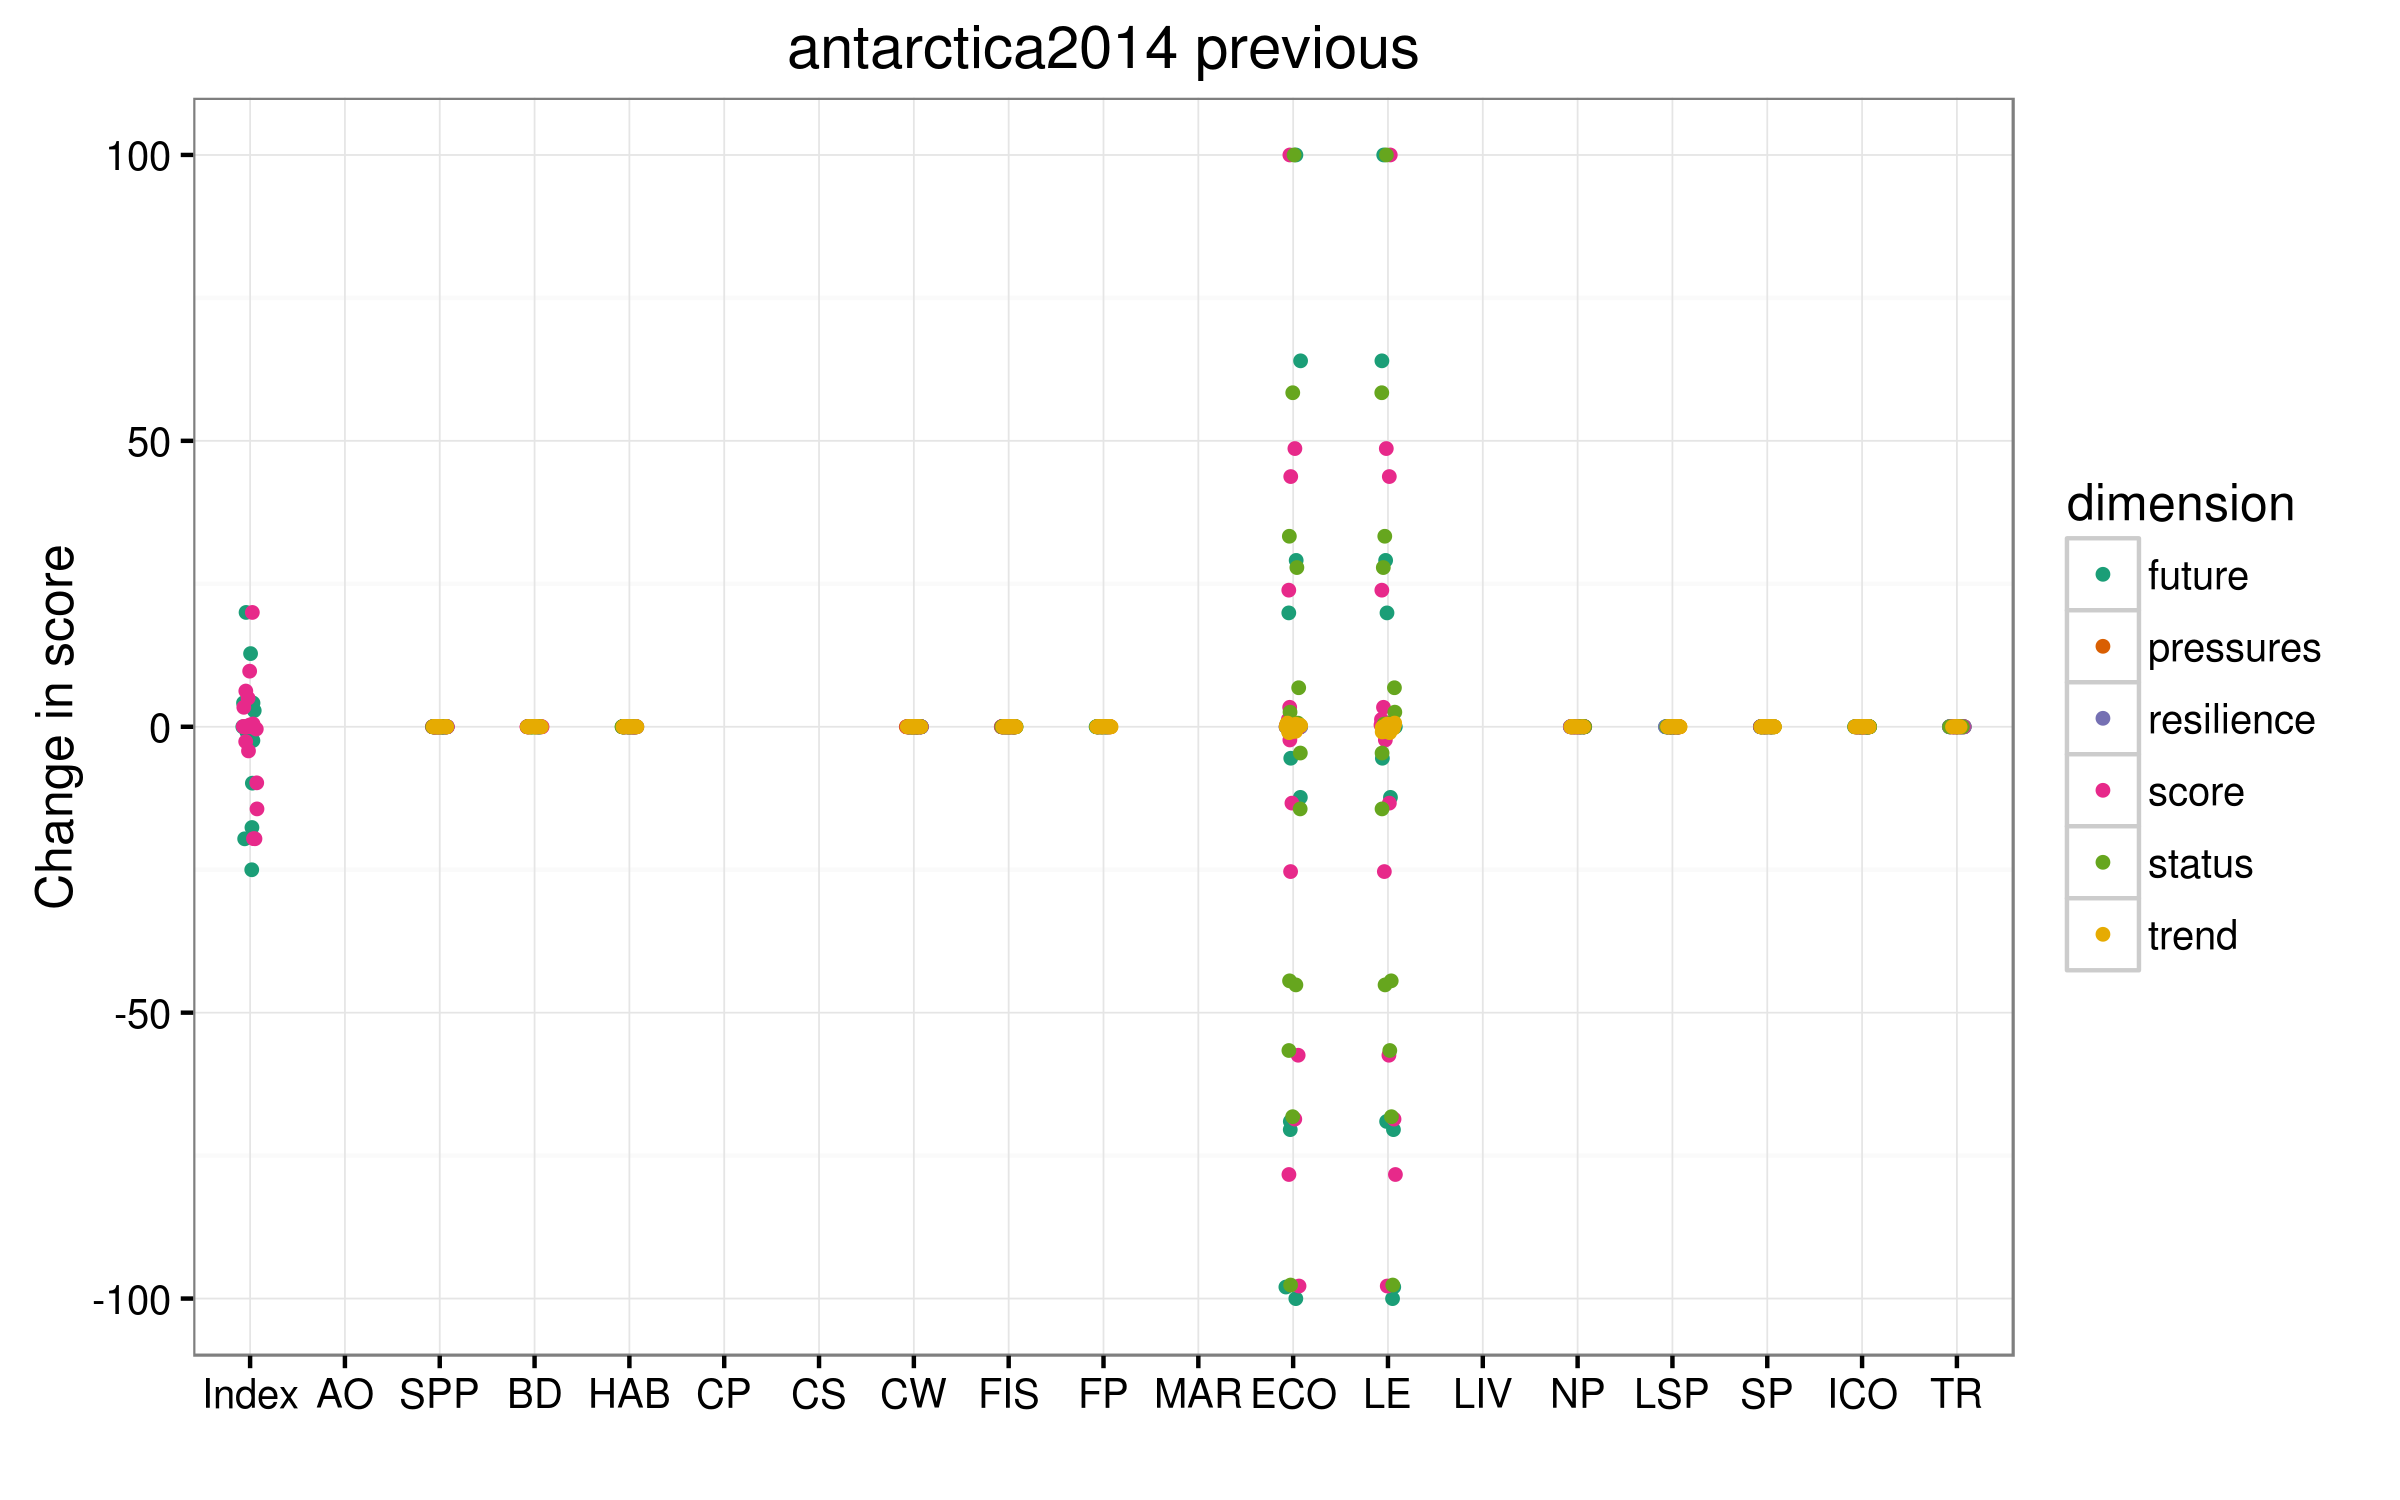 antarctica2014 previous
Change in score
100
50
0
-50
-100
Index AO SPP BD HAB CP CS CW FIS FP MAR ECO LE LIV NP LSP SP ICO TR
dimension
future
pressures
resilience
score
status
trend